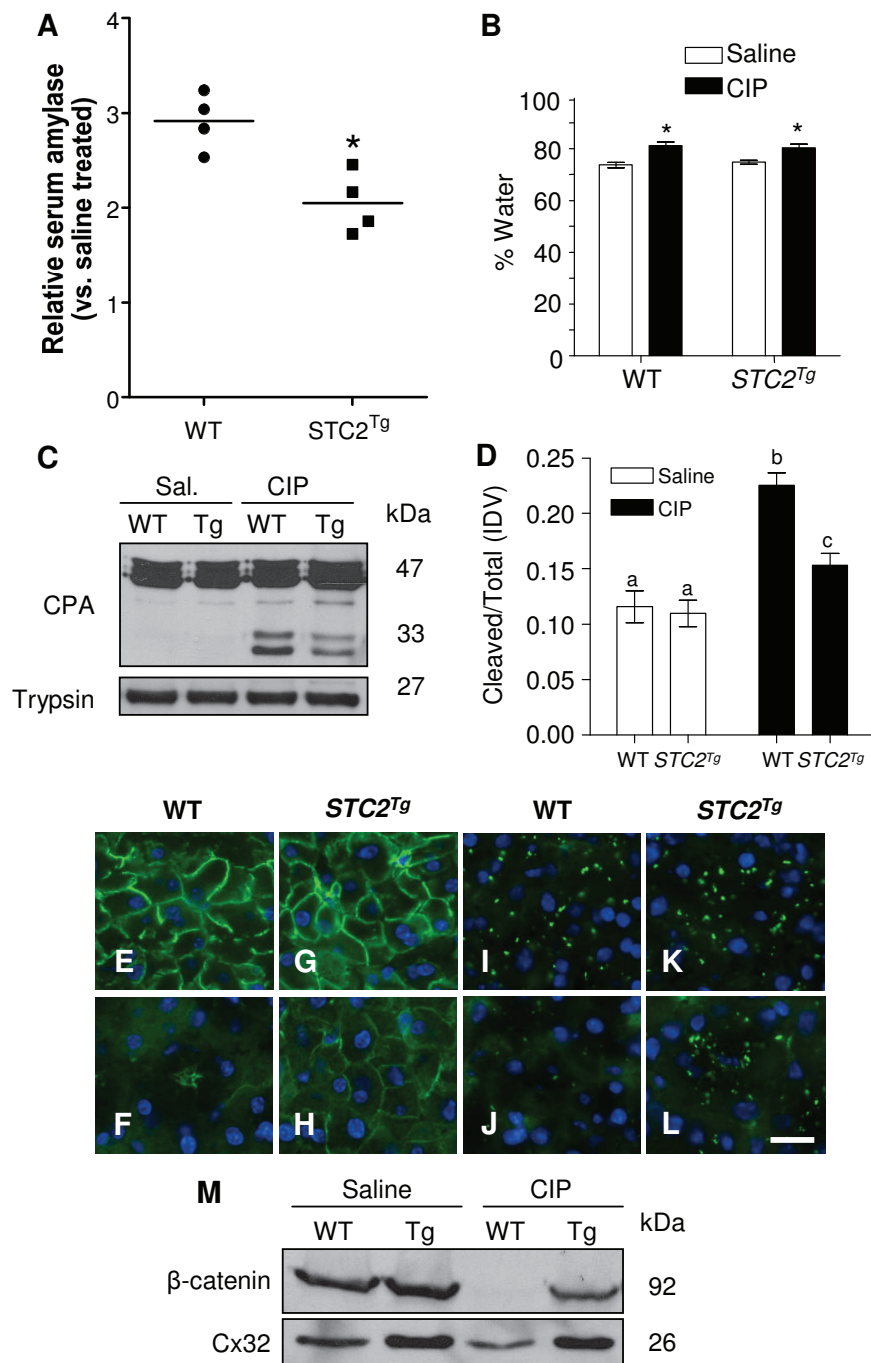 A
Relative serum amylase
(vs. saline treated)
4
3
2
1
0
*
WT
STC2Tg
B
Saline
CIP
% Water
100
80
60
40
20
0
*
*
WT
STC2Tg
C
Sal.
CIP
WT
Tg
WT
Tg
kDa
CPA
47
33
Trypsin
27
D
Cleaved/Total (IDV)
0.25
0.20
0.15
0.10
0.05
0.00
Saline
CIP
a
a
b
c
WT STC2Tg
WT STC2Tg
WT
STC2Tg
WT
STC2Tg
E
G
I
K
F
H
J
L
M
Saline
CIP
WT
Tg
WT
Tg
kDa
β-catenin
92
Cx32
26